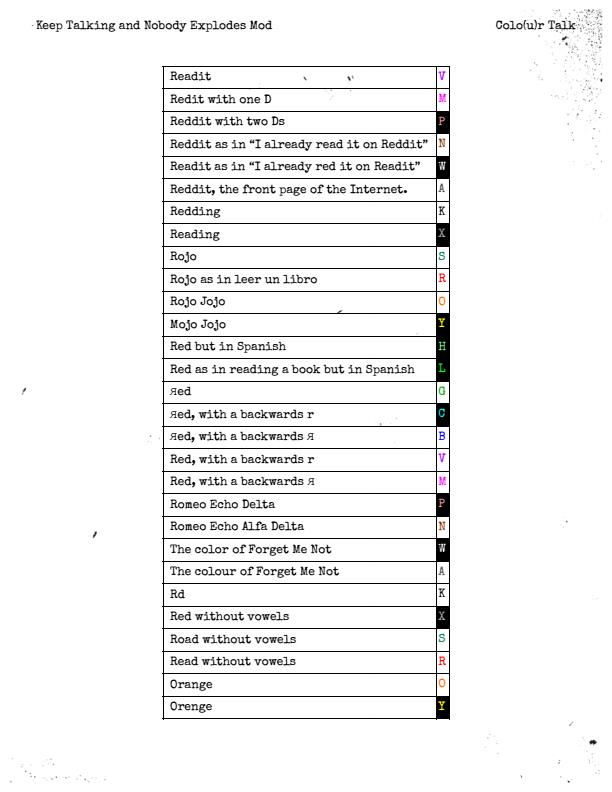 Keep Talking and Nobody Explodes Mod Colo(u)r Talk
Readit V
Redit with one D M
Reddit with two Ds P
Reddit as in “I already read it on Reddit” N
Readit as in “I already red it on Readit” W
Reddit, the front page of the Internet. A
Redding K
Reading X
Rojo S
Rojo as in leer un libro R
Rojo Jojo O
Mojo Jojo Y
Red but in Spanish H
Red as in reading a book but in Spanish L
Яed G
Яed, with a backwards r C
Яed, with a backwards Я B
Red, with a backwards r V
Red, with a backwards Я M
Romeo Echo Delta P
Romeo Echo Alfa Delta N
The color of Forget Me Not W
The colour of Forget Me Not A
Rd K
Red without vowels X
Road without vowels S
Read without vowels R
Orange O
Orenge Y